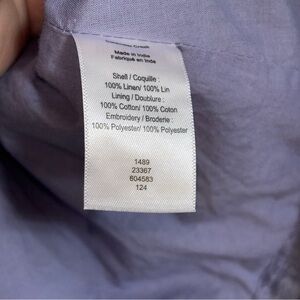 Made in India
Fabriqué en Inde
Shell / Coquille :
100% Linen/ 100% Lin
Lining / Doublure :
100% Cotton/ 100% Coton
Embroidery / Broderie :
100% Polyester/ 100% Polyester
1489
23367
604583
124